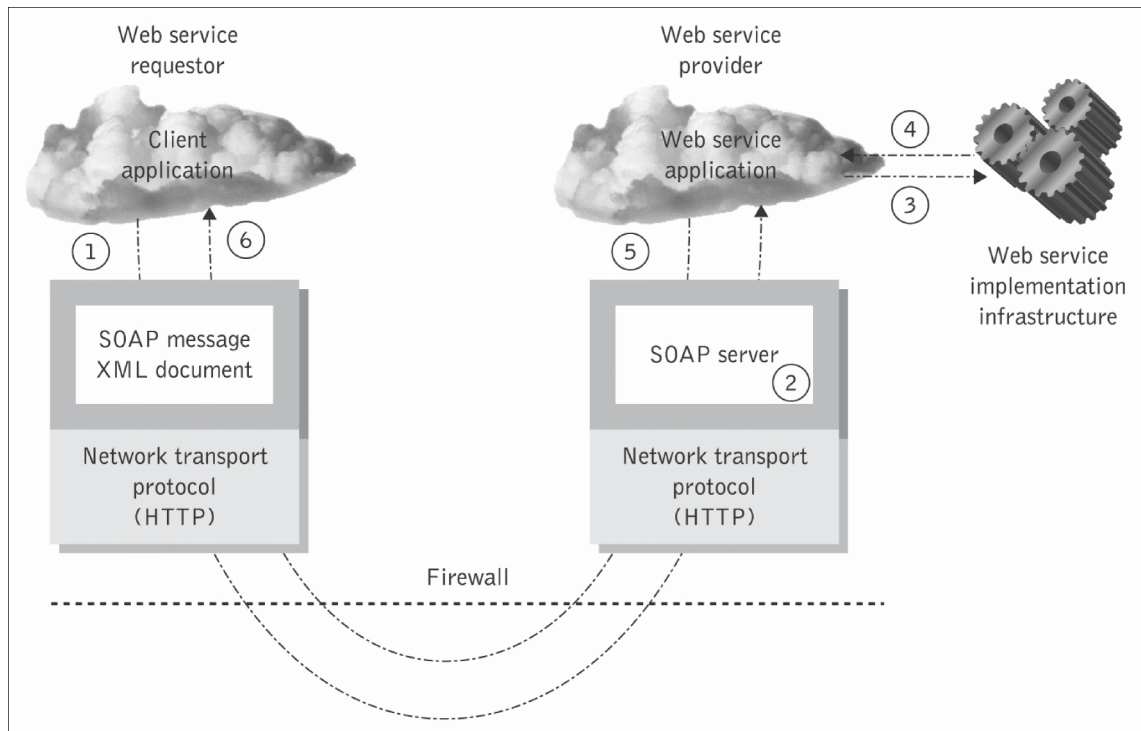 Web service
requestor
Client
application
1
6
SOAP message
XML document
Network transport
protocol
(HTTP)
Web service
provider
Web service
application
4
3
5
SOAP server
2
Network transport
protocol
(HTTP)
Web service
implementation
infrastructure
Firewall